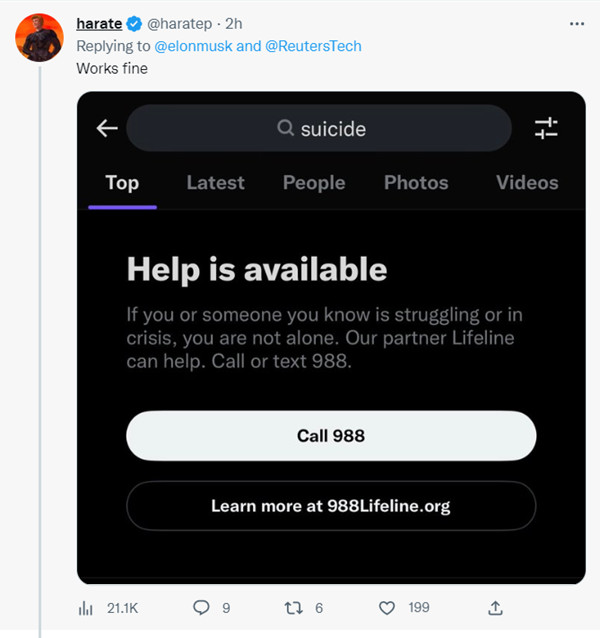 harate @haratep · 2h
Replying to @elonmusk and @ReutersTech
Works fine
suicide
Top Latest People Photos Videos
Help is available
If you or someone you know is struggling or in
crisis, you are not alone. Our partner Lifeline
can help. Call or text 988.
Call 988
Learn more at 988Lifeline.org
21.1K 9 6 199